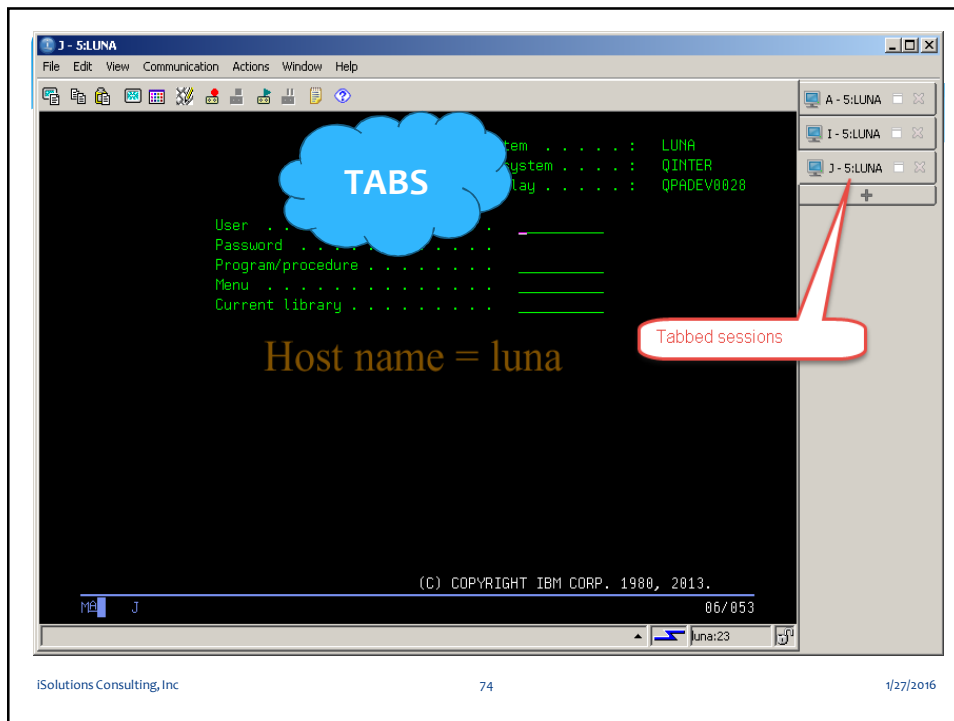 J - 5:LUNA
File Edit View Communication Actions Window Help
A - 5:LUNA
I - 5:LUNA
J - 5:LUNA
TABS
tem . . . . . : LUNA
ystem . . . . : QINTER
lay . . . . . : QPADEV0028
User . . . . . . . . . . . . . .
Password . . . . . . . . . . . .
Program/procedure . . . . . . . .
Menu . . . . . . . . . . . . . .
Current library . . . . . . . . .
Tabbed sessions
Host name = luna
(C) COPYRIGHT IBM CORP. 1980, 2013.
MA J 06/053
luna:23
iSolutions Consulting, Inc 74 1/27/2016